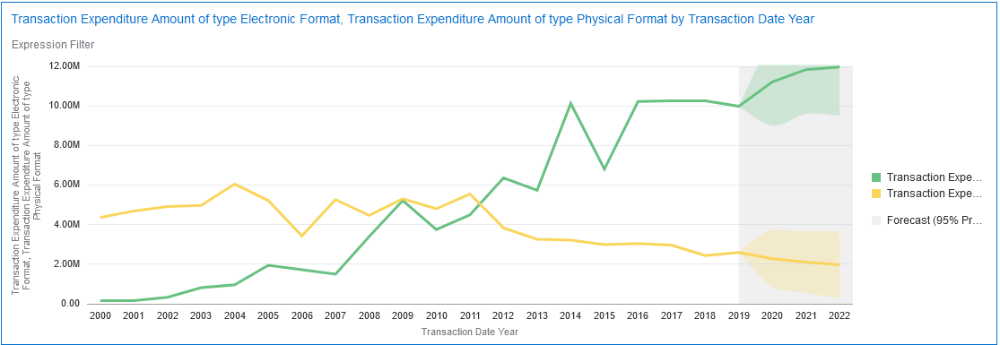 Transaction Expenditure Amount of type Electronic Format, Transaction Expenditure Amount of type Physical Format by Transaction Date Year
Expression Filter
Transaction Expenditure Amount of type Electronic
Format, Transaction Expenditure Amount of type
Physical Format
12.00M
10.00M
8.00M
6.00M
4.00M
2.00M
0.00
2000 2001 2002 2003 2004 2005 2006 2007 2008 2009 2010 2011 2012 2013 2014 2015 2016 2017 2018 2019 2020 2021 2022
Transaction Date Year
Transaction Expe...
Transaction Expe...
Forecast (95% Pr...